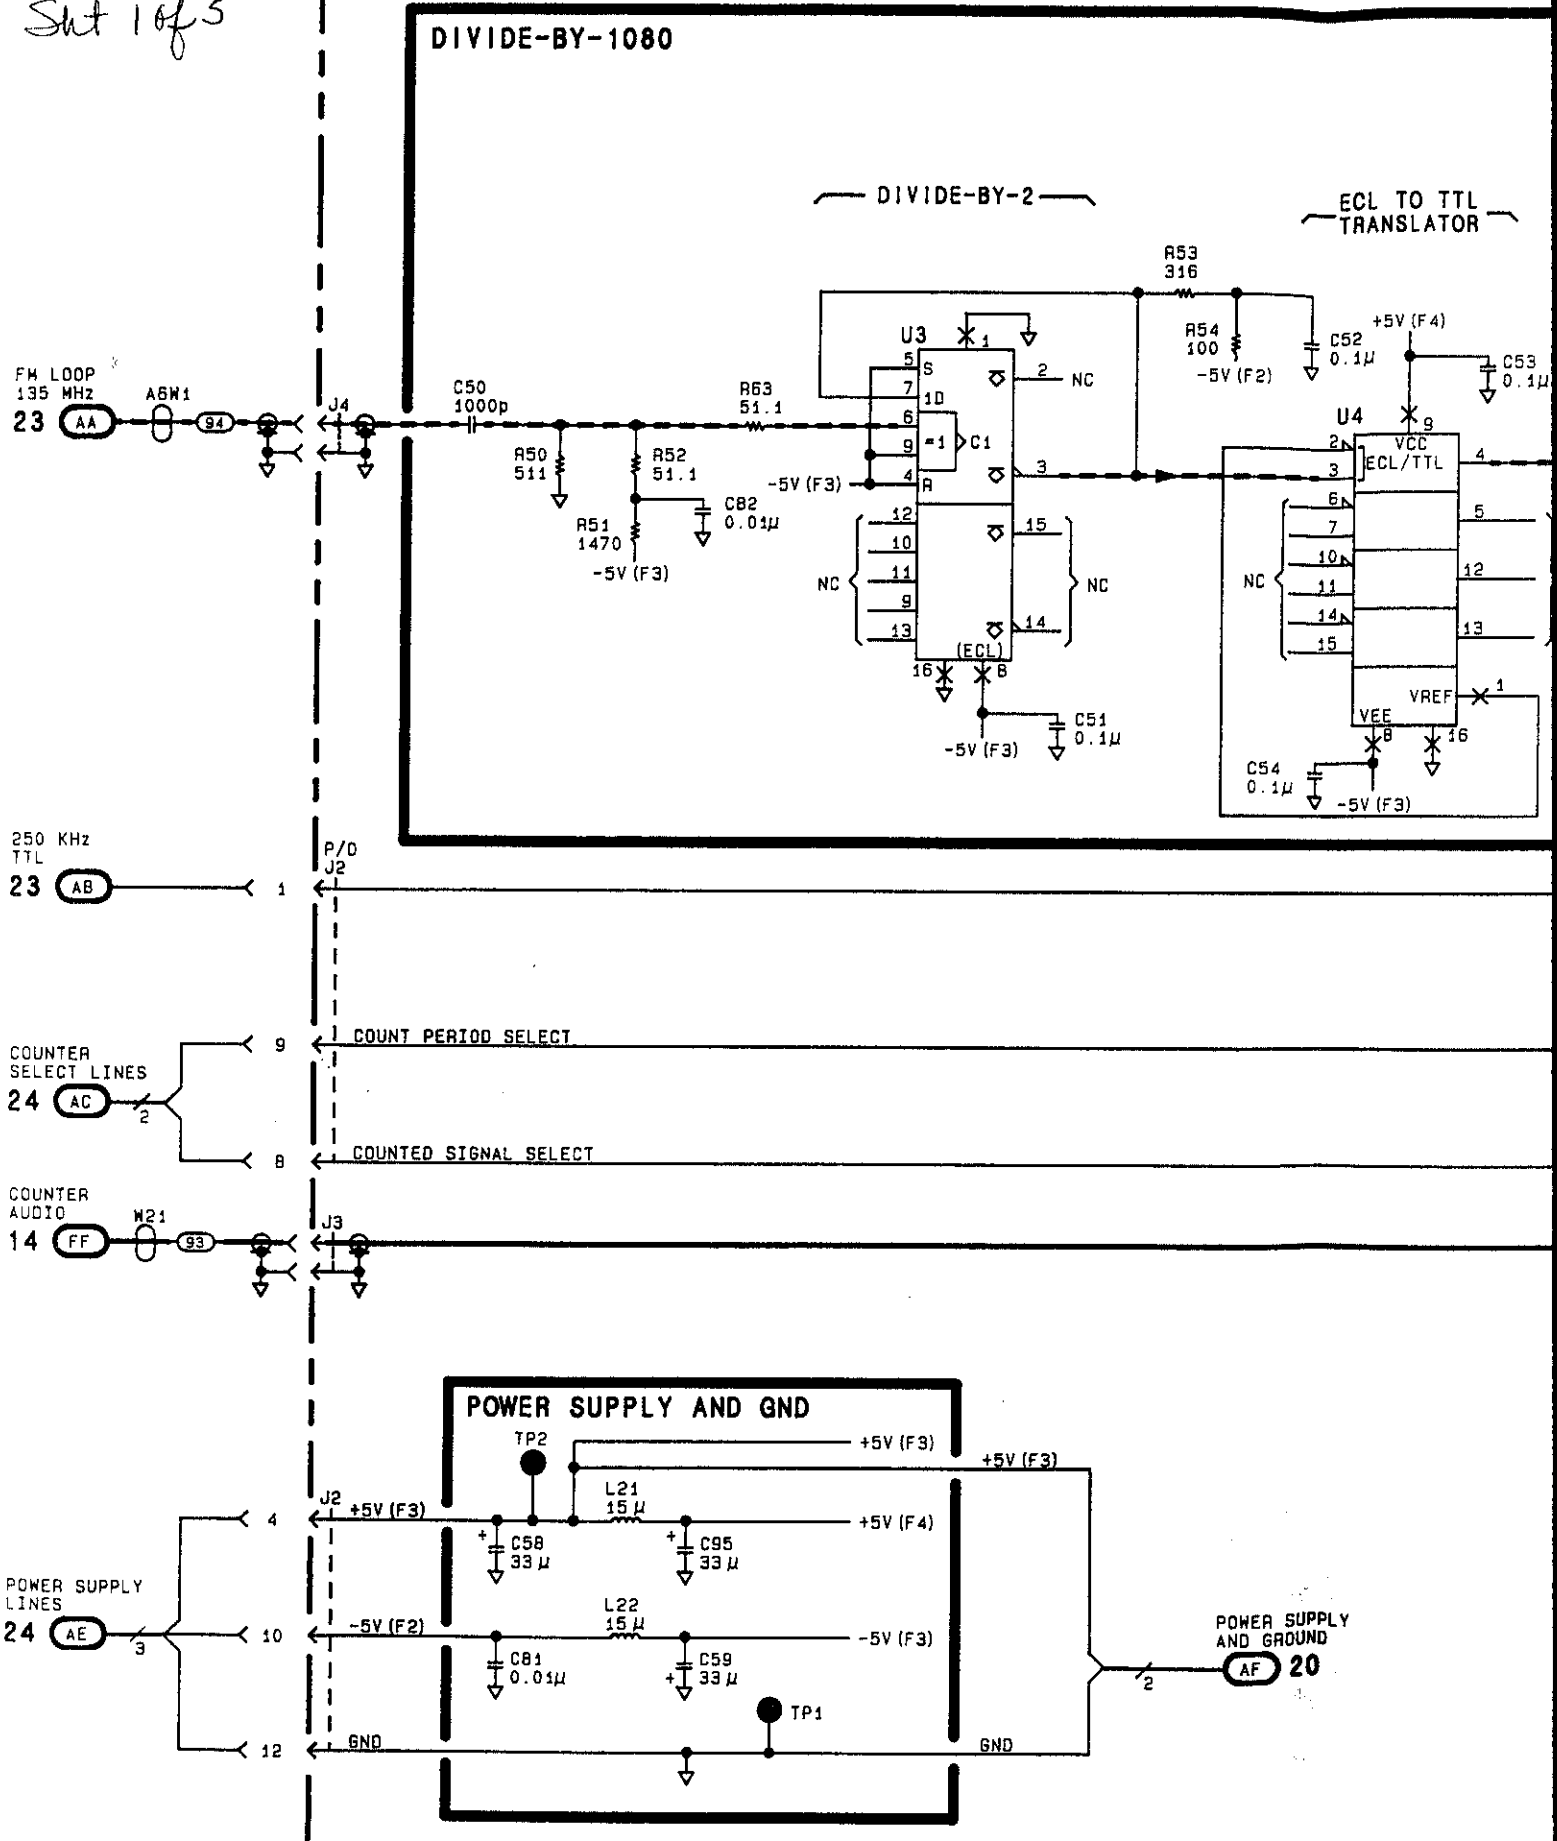 Sht 1 of 5
DIVIDE-BY-1080
DIVIDE-BY-2
ECL TO TTL
TRANSLATOR
R53
316
R54
100
-5V(F2)
C52
0.1µ
+5V(F4)
C53
0.1µ
FM LOOP
135 MHz
23 AA
A6W1
94
J4
C50
1000p
R50
511
R52
51.1
R51
1470
-5V(F3)
C82
0.01µ
R63
51.1
U3
1
5 S
7 1D
6
=1 C1
9
4 R
-5V(F3)
2 NC
3
12
10
11
9
13
NC
15
14
NC
(ECL)
16
8
C51
0.1µ
-5V(F3)
U4
9
VCC
ECL/TTL
2
3
4
6
7
10
11
14
15
NC
5
12
13
VREF 1
VEE
8
16
C54
0.1µ
-5V(F3)
250 KHz
TTL
23 AB
1
P/O
J2
COUNTER
SELECT LINES
24 AC
2
9
COUNT PERIOD SELECT
8
COUNTED SIGNAL SELECT
COUNTER
AUDIO
14 FF
W21
93
J3
POWER SUPPLY AND GND
TP2
+5V(F3)
+5V(F3)
4
J2
+5V(F3)
L21
15µ
+5V(F4)
+
C58
33µ
+
C95
33µ
POWER SUPPLY
LINES
24 AE
3
10
-5V(F2)
L22
15µ
-5V(F3)
C81
0.01µ
+
C59
33µ
TP1
12
GND
GND
POWER SUPPLY
AND GROUND
2
AF 20